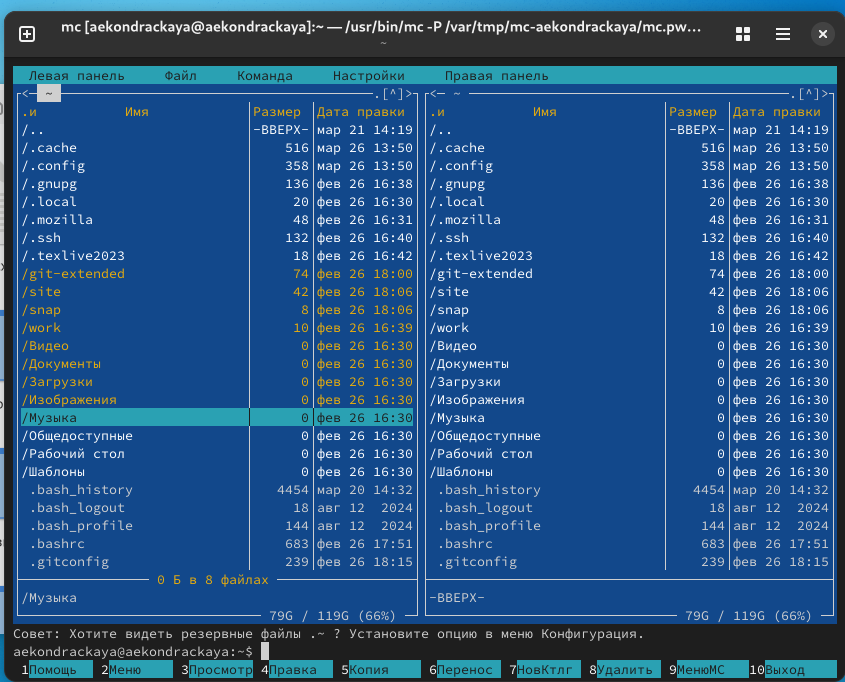 mc [aekondrackaya@aekondrackaya]:~ — /usr/bin/mc -P /var/tmp/mc-aekondrackaya/mc.pw…
~
Левая панель Файл Команда Настройки Правая панель
<- ~ .[^]> <- ~ .[^]>
.и Имя Размер Дата правки .и Имя Размер Дата правки
/.. -ВВЕРХ- мар 21 14:19 /.. -ВВЕРХ- мар 21 14:19
/.cache 516 мар 26 13:50 /.cache 516 мар 26 13:50
/.config 358 мар 26 13:50 /.config 358 мар 26 13:50
/.gnupg 136 фев 26 16:38 /.gnupg 136 фев 26 16:38
/.local 20 фев 26 16:30 /.local 20 фев 26 16:30
/.mozilla 48 фев 26 16:31 /.mozilla 48 фев 26 16:31
/.ssh 132 фев 26 16:40 /.ssh 132 фев 26 16:40
/.texlive2023 18 фев 26 16:42 /.texlive2023 18 фев 26 16:42
/git-extended 74 фев 26 18:00 /git-extended 74 фев 26 18:00
/site 42 фев 26 18:06 /site 42 фев 26 18:06
/snap 8 фев 26 18:06 /snap 8 фев 26 18:06
/work 10 фев 26 16:39 /work 10 фев 26 16:39
/Видео 0 фев 26 16:30 /Видео 0 фев 26 16:30
/Документы 0 фев 26 16:30 /Документы 0 фев 26 16:30
/Загрузки 0 фев 26 16:30 /Загрузки 0 фев 26 16:30
/Изображения 0 фев 26 16:30 /Изображения 0 фев 26 16:30
/Музыка 0 фев 26 16:30 /Музыка 0 фев 26 16:30
/Общедоступные 0 фев 26 16:30 /Общедоступные 0 фев 26 16:30
/Рабочий стол 0 фев 26 16:30 /Рабочий стол 0 фев 26 16:30
/Шаблоны 0 фев 26 16:30 /Шаблоны 0 фев 26 16:30
.bash_history 4454 мар 20 14:32 .bash_history 4454 мар 20 14:32
.bash_logout 18 авг 12 2024 .bash_logout 18 авг 12 2024
.bash_profile 144 авг 12 2024 .bash_profile 144 авг 12 2024
.bashrc 683 фев 26 17:51 .bashrc 683 фев 26 17:51
.gitconfig 239 фев 26 18:15 .gitconfig 239 фев 26 18:15
0 Б в 8 файлах
/Музыка -ВВЕРХ-
79G / 119G (66%) 79G / 119G (66%)
Совет: Хотите видеть резервные файлы .~ ? Установите опцию в меню Конфигурация.
aekondrackaya@aekondrackaya:~$
1Помощь 2Меню 3Просмотр 4Правка 5Копия 6Перенос 7НовКтлг 8Удалить 9МенюMC 10Выход